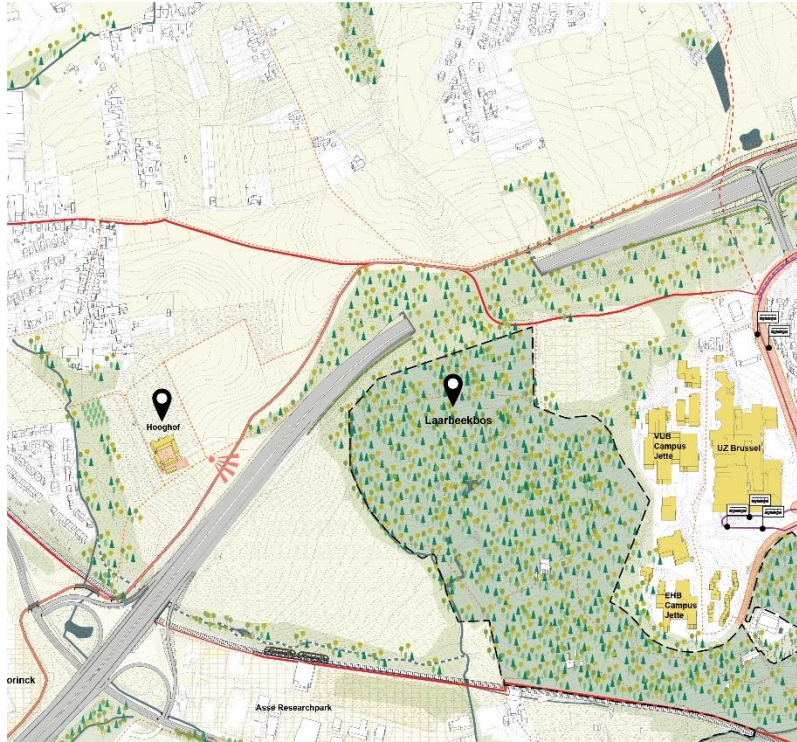 Hooghof
Laarbeekbos
VUB
Campus
Jette
UZ Brussel
EHB
Campus
Jette
orinck
Asse Researchpark